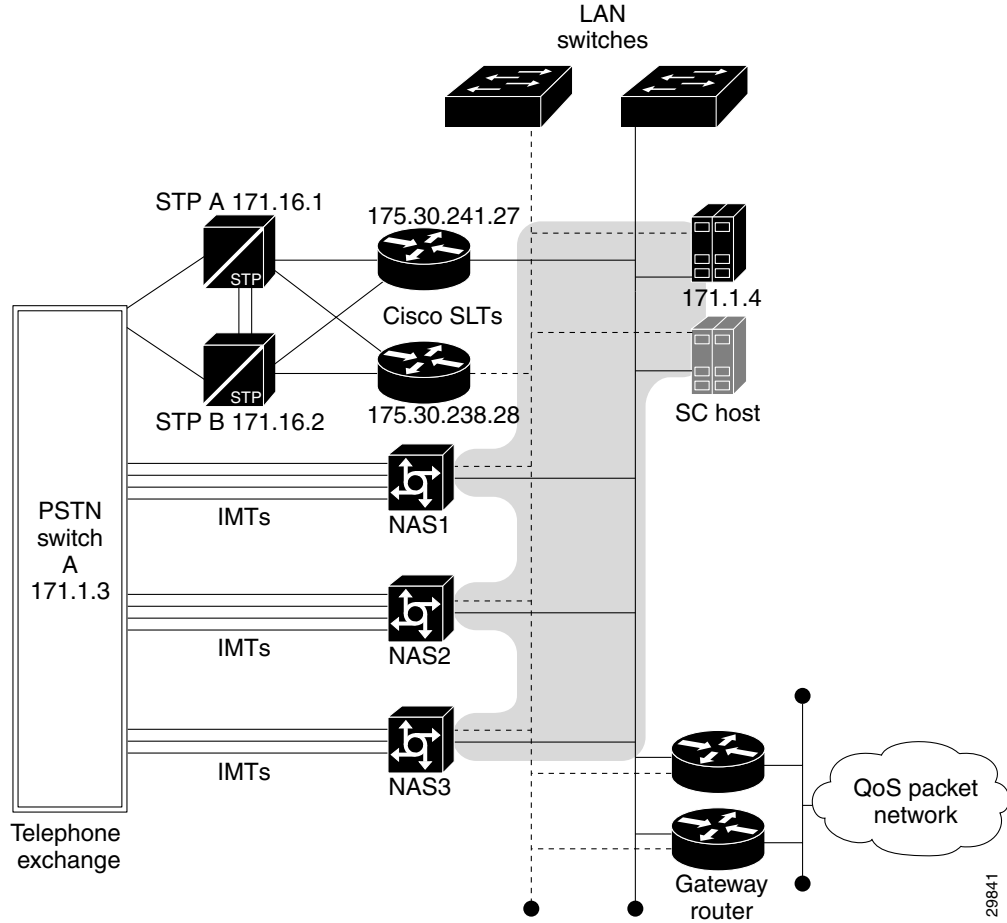 LAN
switches
STP A 171.16.1
175.30.241.27
STP
171.1.4
Cisco SLTs
STP
STP B 171.16.2
175.30.238.28
SC host
PSTN
switch
A
171.1.3
IMTs
NAS1
IMTs
NAS2
IMTs
NAS3
QoS packet
network
Telephone
exchange
Gateway
router
29841